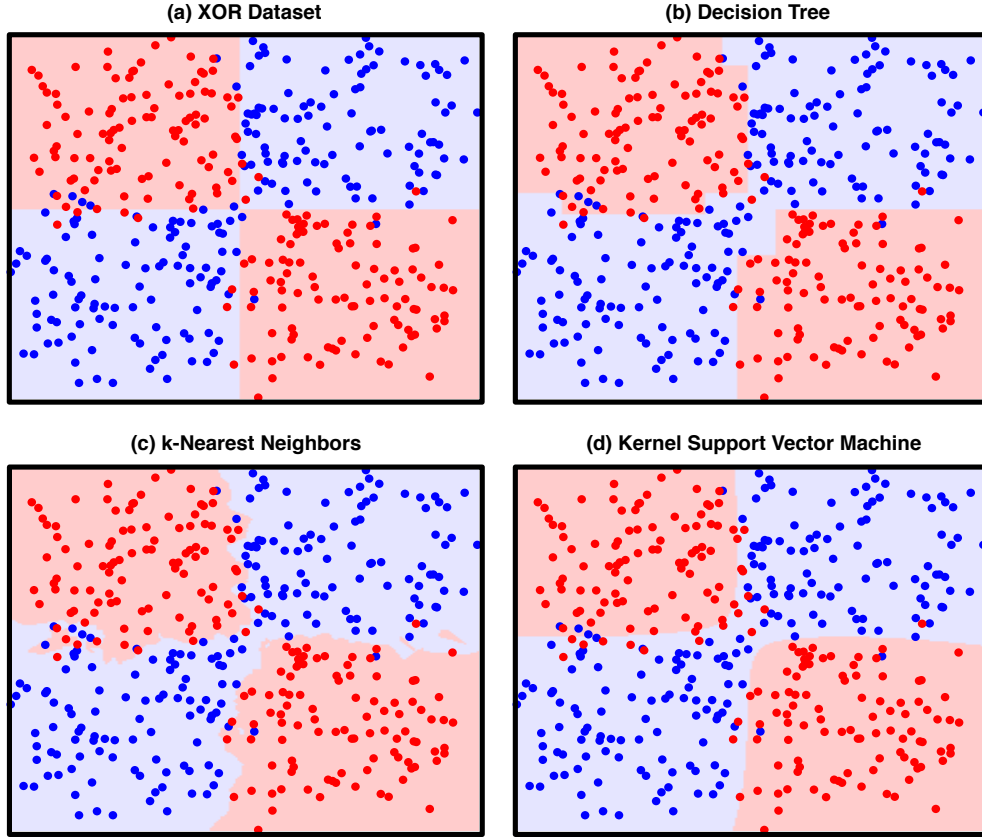 (a) XOR Dataset
(b) Decision Tree
(c) k-Nearest Neighbors
(d) Kernel Support Vector Machine